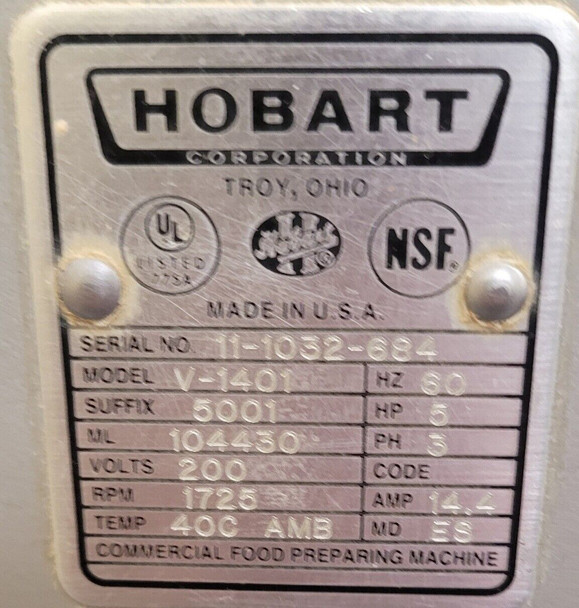 HOBART
CORPORATION
TROY, OHIO
UL
LISTED
NSF®
MADE IN U.S.A.
SERIAL NO. 11-1032-684
MODEL V-1401 HZ 60
SUFFIX 5001 HP 5
ML 104430 PH 3
VOLTS 200 CODE
RPM 1725 AMP 14.4
TEMP 40C AMB MD ES
COMMERCIAL FOOD PREPARING MACHINE